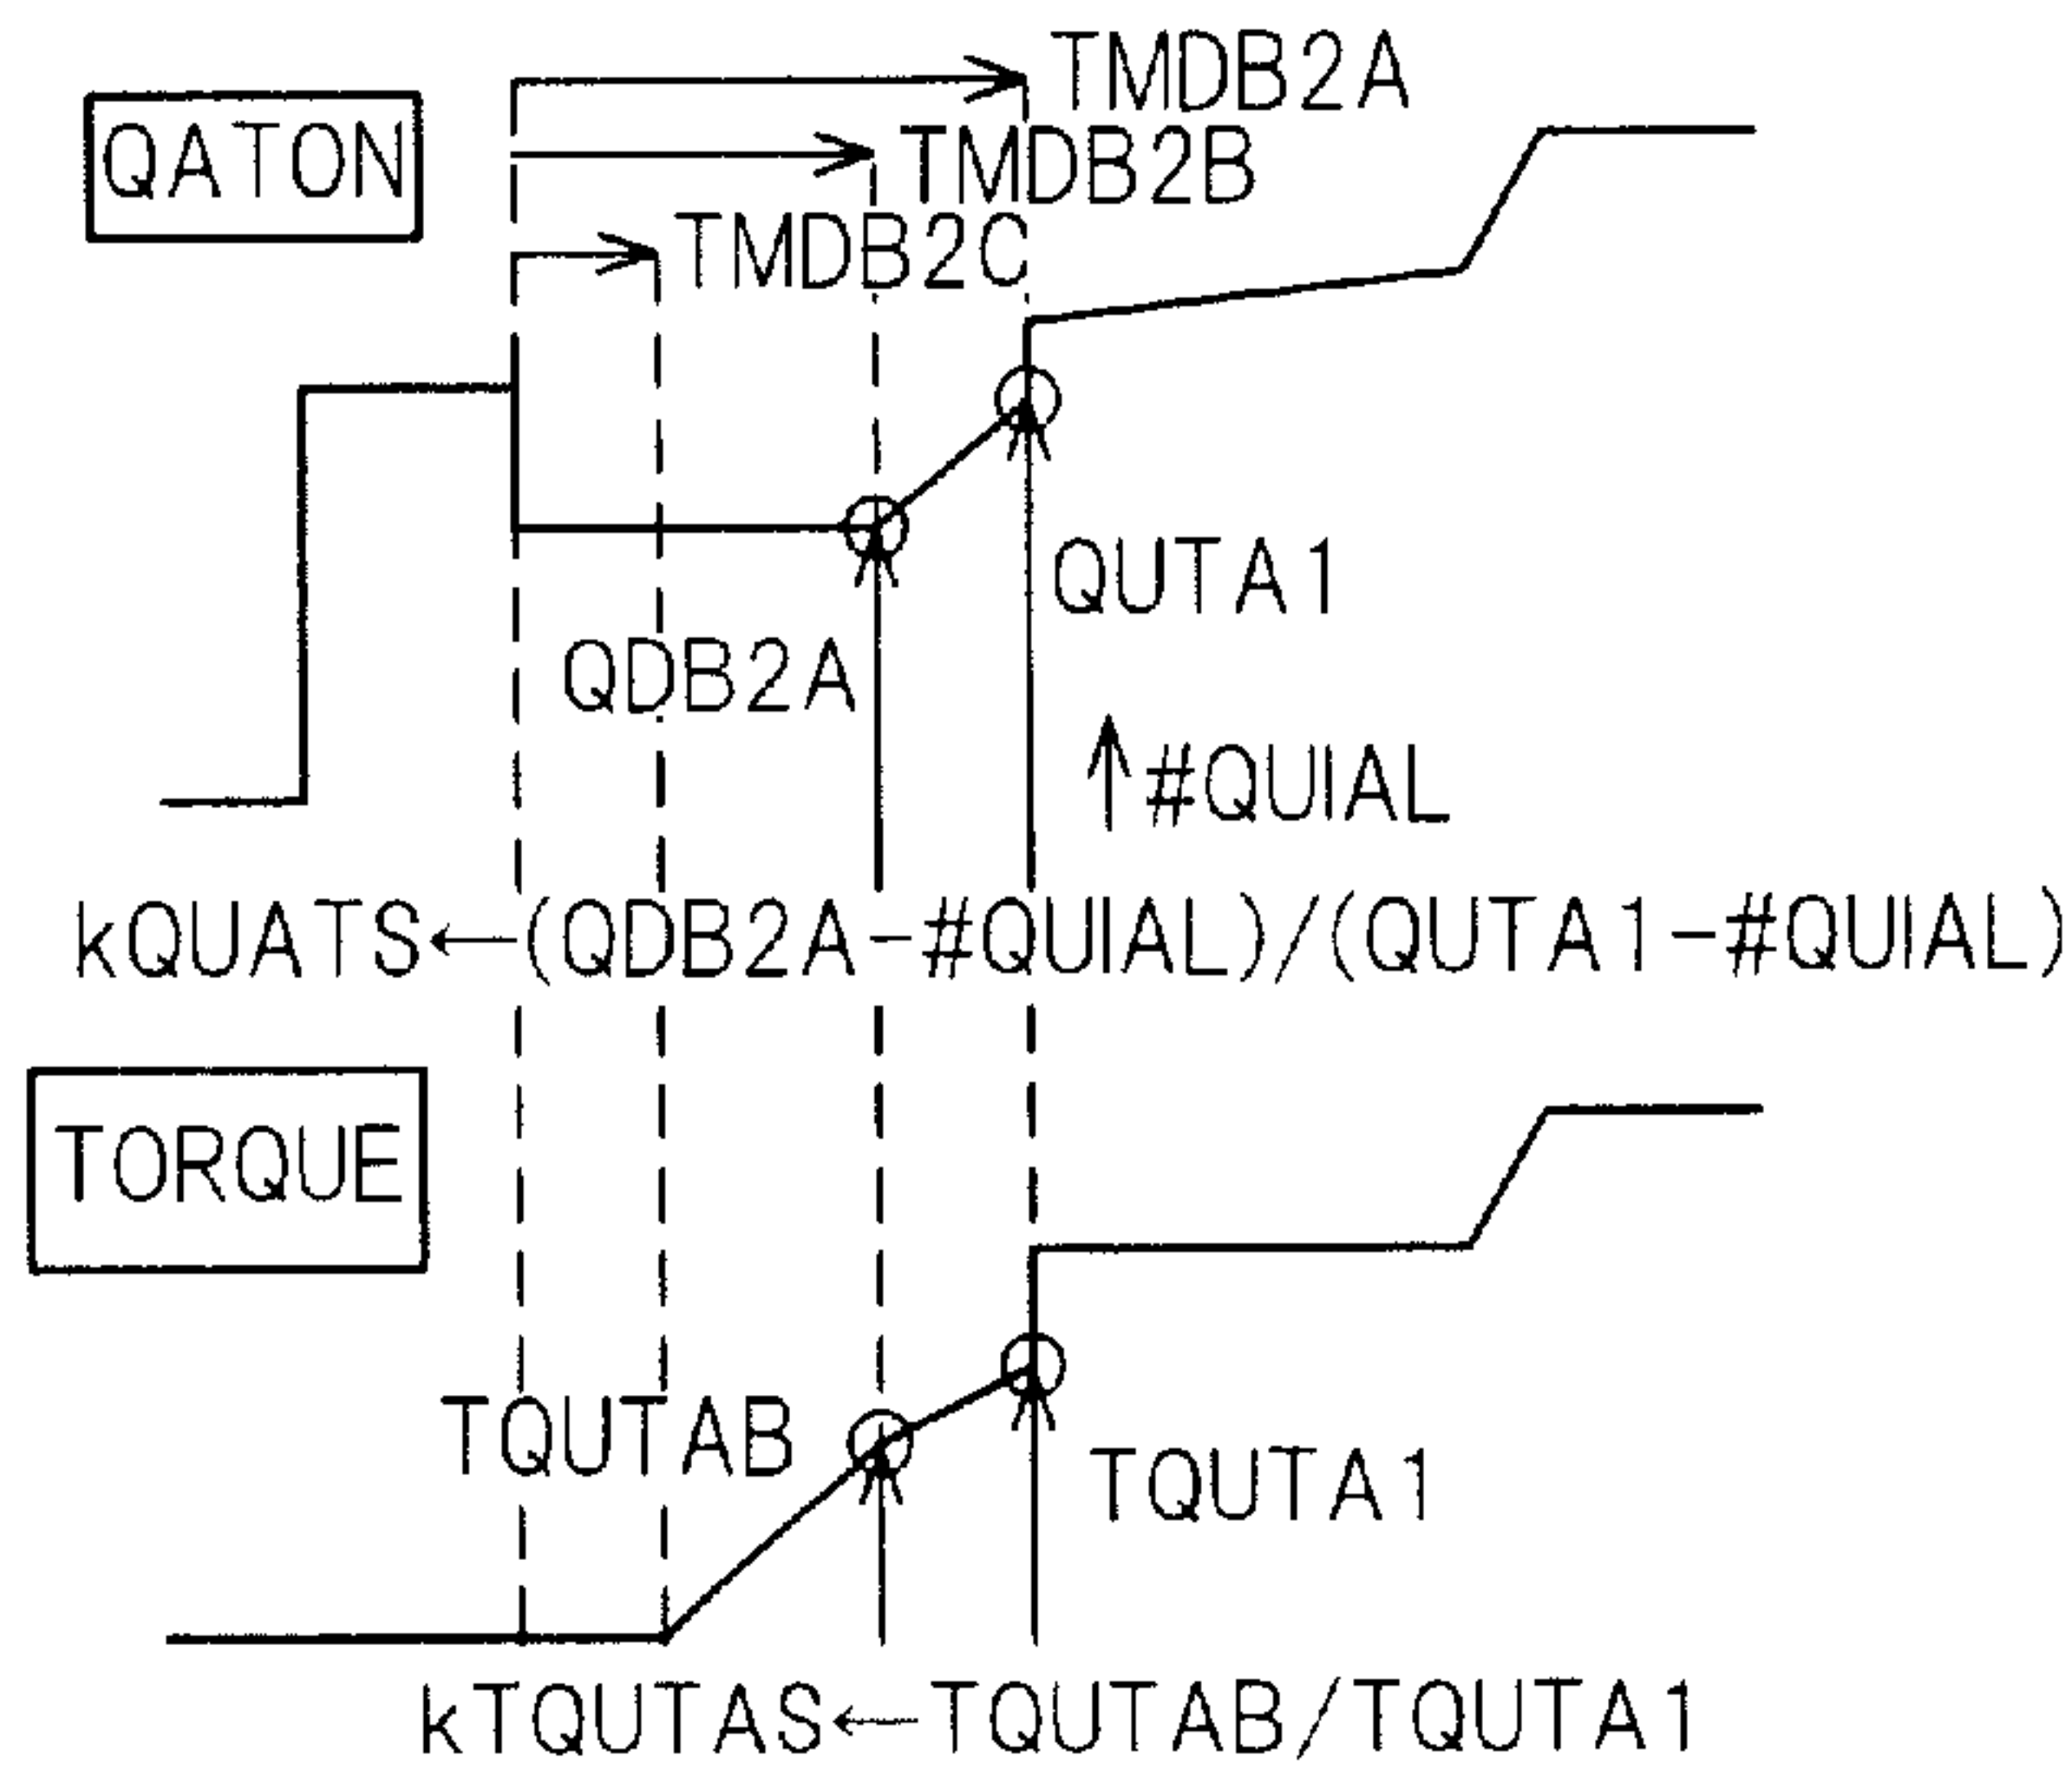 TMDB2A
QATON
TMDB2B
TMDB2C
QUTA1
QDB2A
↑#QUIAL
kQUATS←(QDB2A-#QUIAL)/(QUTA1-#QUIAL)
TORQUE
TQUTAB
TQUTA1
kTQUTAS←TQUTAB/TQUTA1